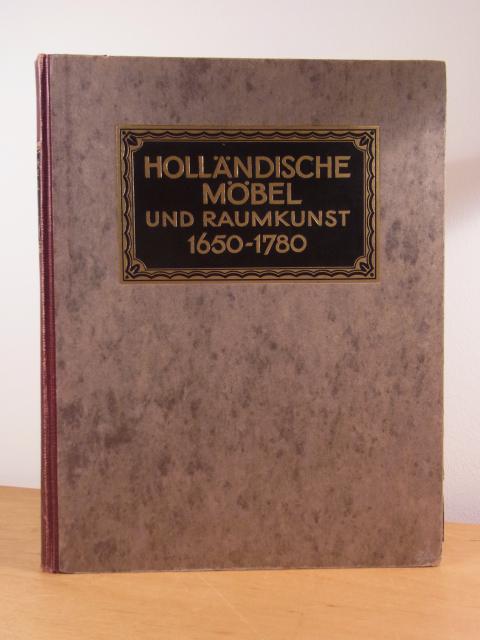 HOLLÄNDISCHE
MÖBEL
UND RAUMKUNST
1650-1780